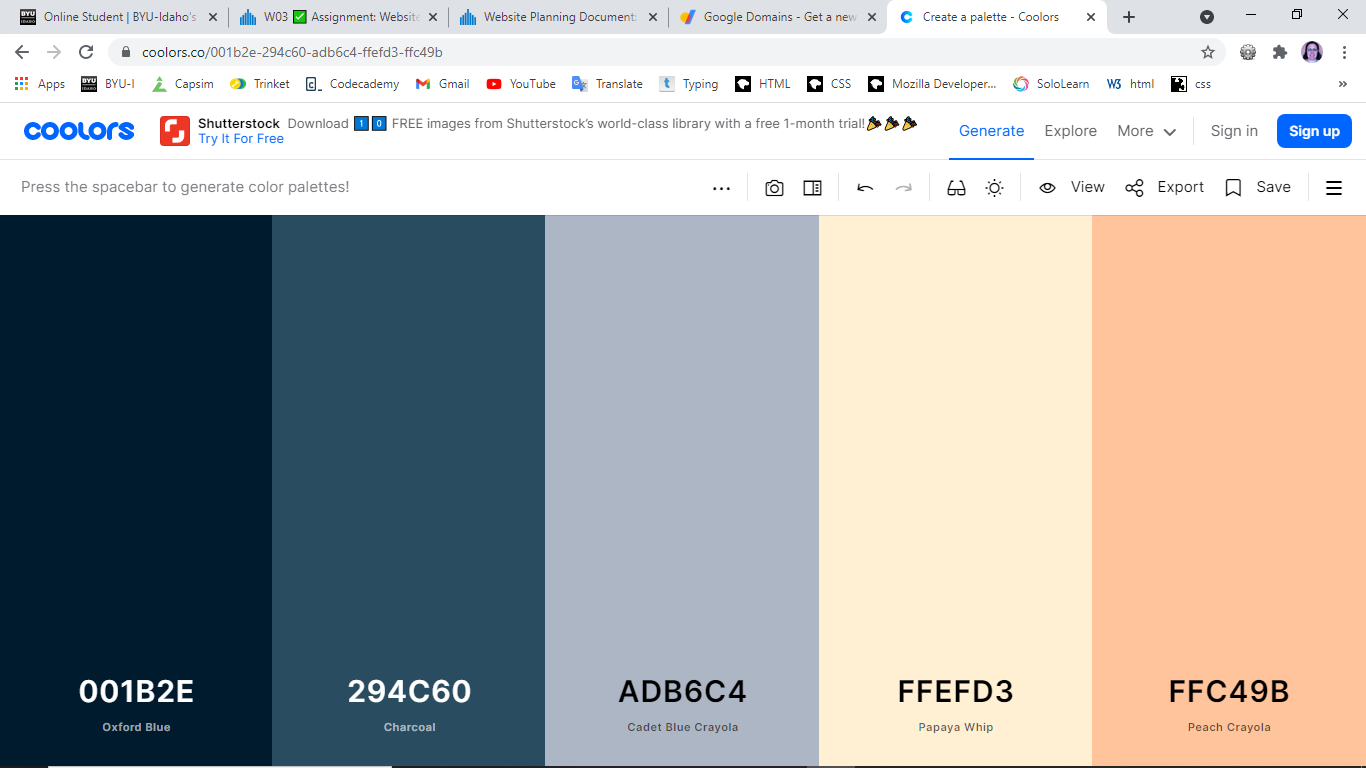 Online Student | BYU-Idaho's
W03 ✅ Assignment: Website
Website Planning Document:
Google Domains - Get a new
Create a palette - Coolors
coolors.co/001b2e-294c60-adb6c4-ffefd3-ffc49b
Apps BYU-I Capsim Trinket Codecademy Gmail YouTube Translate Typing HTML CSS Mozilla Developer... SoloLearn html css »
coolors
Shutterstock Download 1️⃣0️⃣ FREE images from Shutterstock’s world-class library with a free 1-month trial!🎉🎉🎉
Try It For Free
Generate Explore More Sign in Sign up
Press the spacebar to generate color palettes!
View Export Save
001B2E
Oxford Blue
294C60
Charcoal
ADB6C4
Cadet Blue Crayola
FFEFD3
Papaya Whip
FFC49B
Peach Crayola